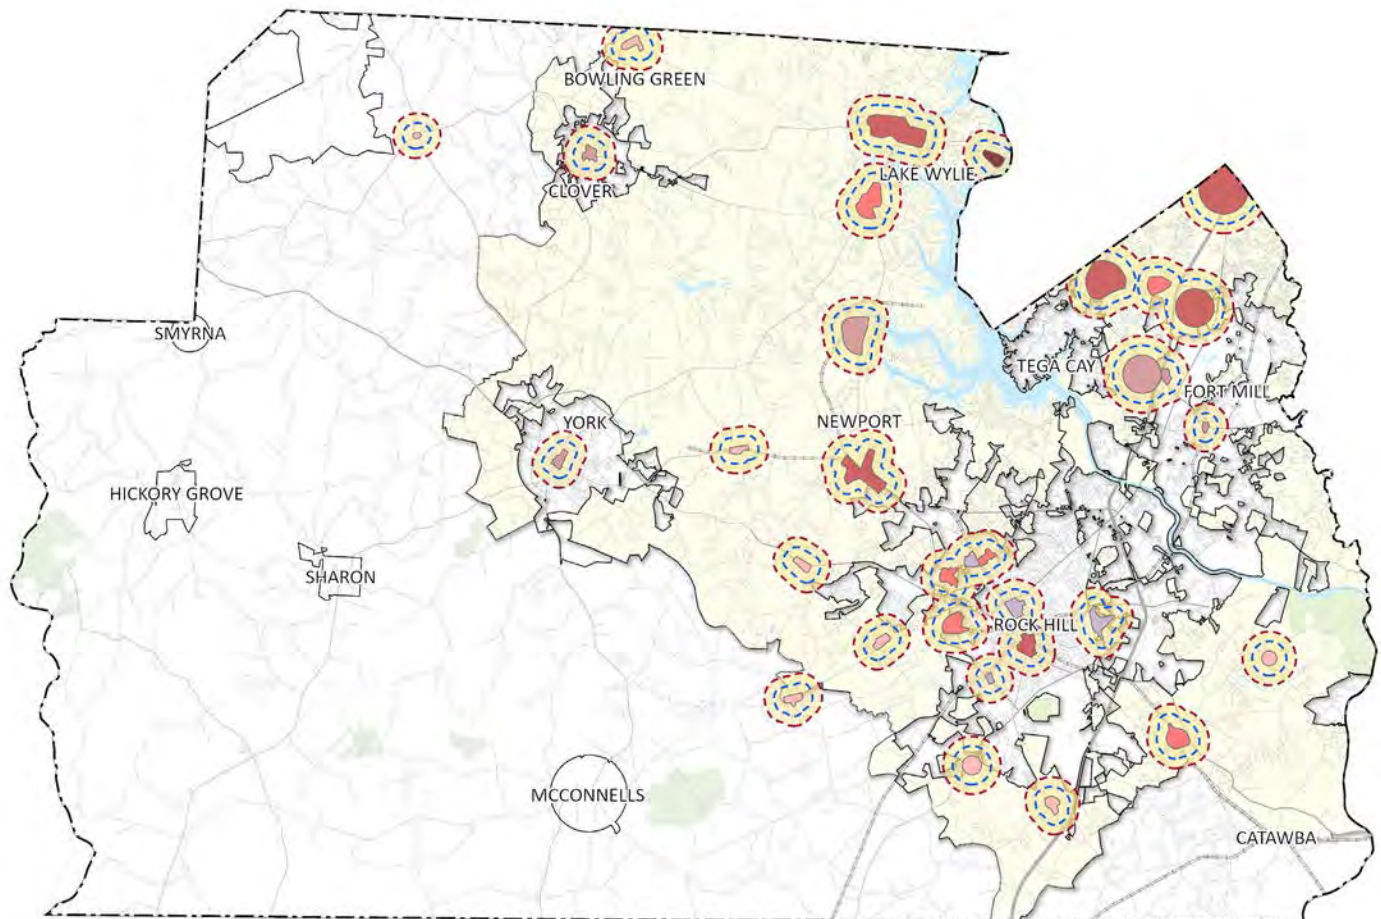 BOWLING GREEN
CLOVER
LAKE WYLIE
SMYRNA
TEGA CAY
FORT MILL
YORK
NEWPORT
HICKORY GROVE
SHARON
ROCK HILL
MCCONNELLS
CATAWBA